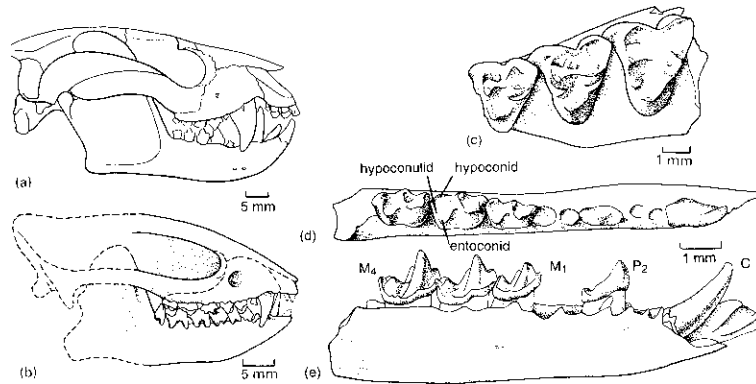 (a)
5 mm
(b)
5 mm
(c)
1 mm
hypoconulid hypoconid
(d)
entoconid
1 mm
M4 M1 P2 C
(e)